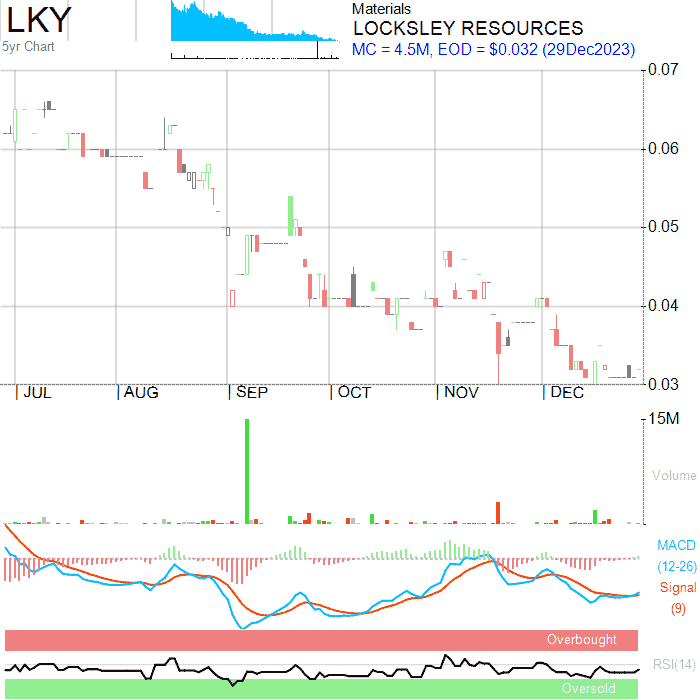 LKY
5yr Chart
Materials
LOCKSLEY RESOURCES
MC = 4.5M, EOD = $0.032 (29Dec2023)
0.07
0.06
0.05
0.04
0.03
JUL AUG SEP OCT NOV DEC
15M
Volume
MACD
(12-26)
Signal
(9)
Overbought
RSI(14)
Oversold